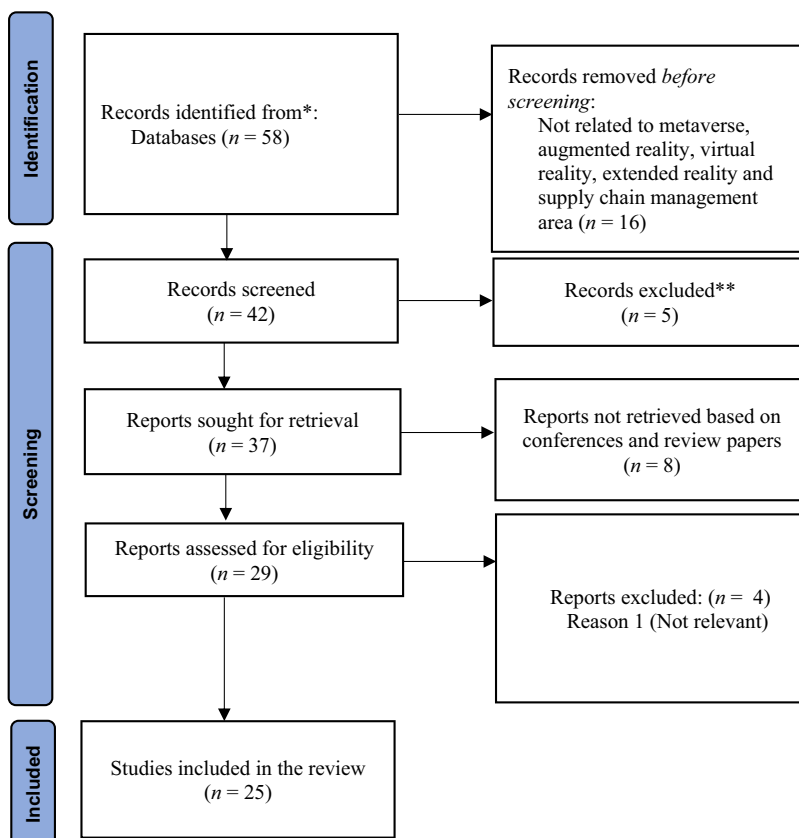 Identification
Records identified from*:
Databases (n = 58)
Records removed before
screening:
Not related to metaverse,
augmented reality, virtual
reality, extended reality and
supply chain management
area (n = 16)
Screening
Records screened
(n = 42)
Records excluded**
(n = 5)
Reports sought for retrieval
(n = 37)
Reports not retrieved based on
conferences and review papers
(n = 8)
Reports assessed for eligibility
(n = 29)
Reports excluded: (n = 4)
Reason 1 (Not relevant)
Included
Studies included in the review
(n = 25)